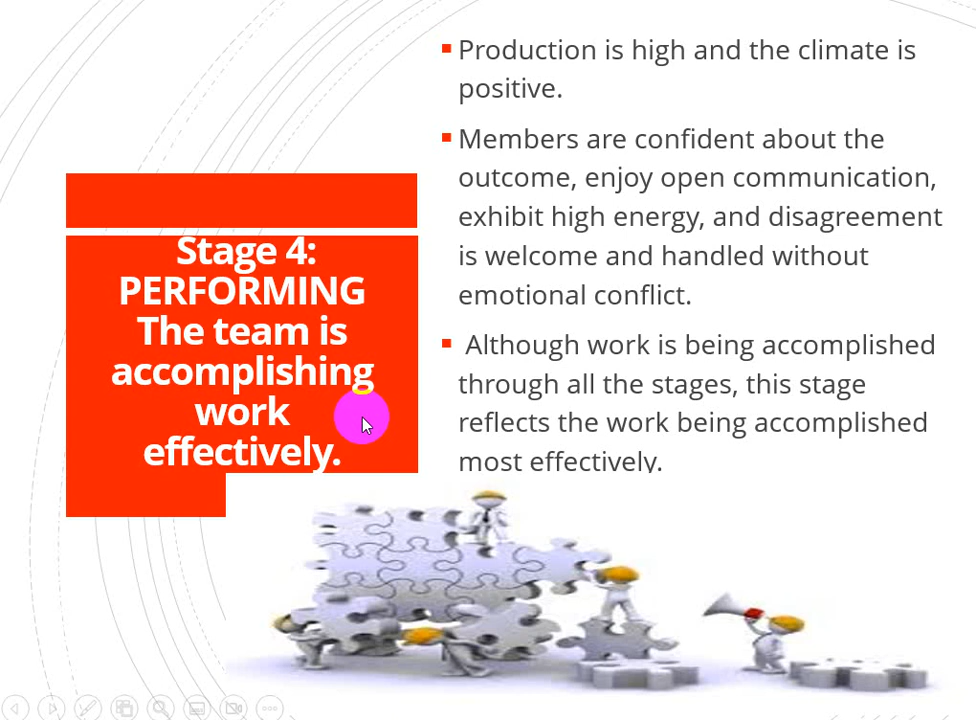 Stage 4:
PERFORMING
The team is
accomplishing
work
effectively.
Production is high and the climate is
positive.
Members are confident about the
outcome, enjoy open communication,
exhibit high energy, and disagreement
is welcome and handled without
emotional conflict.
Although work is being accomplished
through all the stages, this stage
reflects the work being accomplished
most effectively.